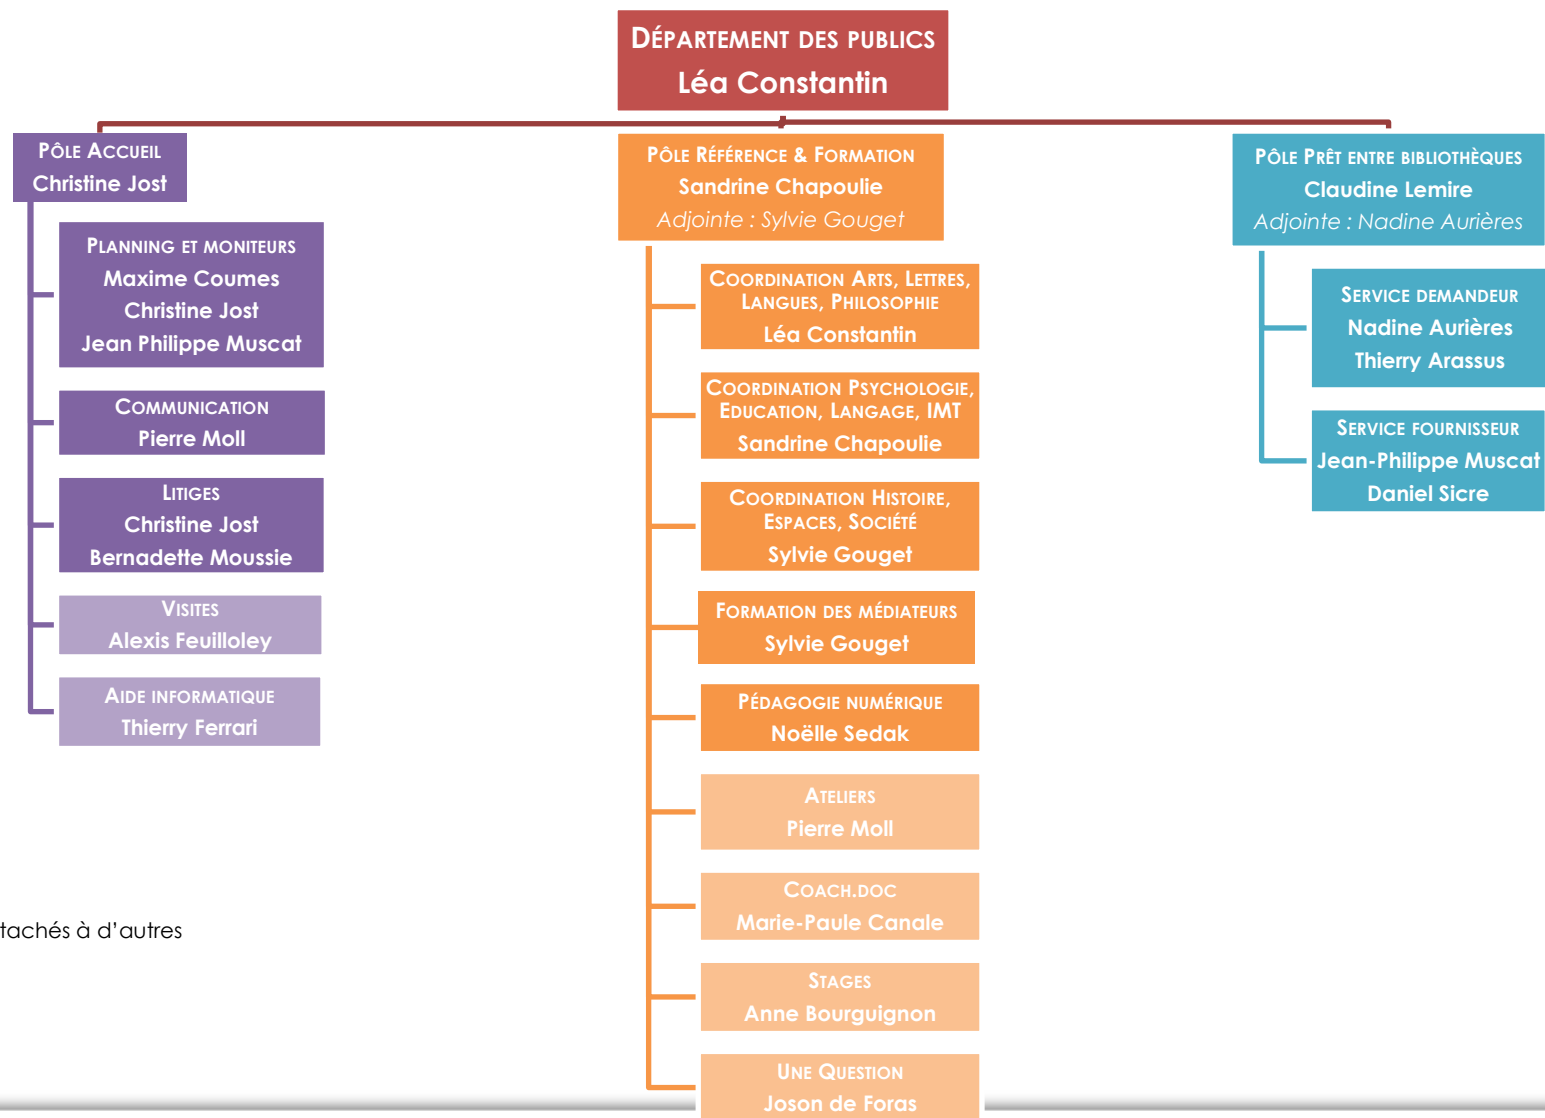 DÉPARTEMENT DES PUBLICS
Léa Constantin
PÔLE ACCUEIL
Christine Jost
PLANNING ET MONITEURS
Maxime Coumes
Christine Jost
Jean Philippe Muscat
COMMUNICATION
Pierre Moll
LITIGES
Christine Jost
Bernadette Moussie
VISITES
Alexis Feuilloley
AIDE INFORMATIQUE
Thierry Ferrari
PÔLE RÉFÉRENCE & FORMATION
Sandrine Chapoulie
Adjointe : Sylvie Gouget
COORDINATION ARTS, LETTRES,
LANGUES, PHILOSOPHIE
Léa Constantin
COORDINATION PSYCHOLOGIE,
EDUCATION, LANGAGE, IMT
Sandrine Chapoulie
COORDINATION HISTOIRE,
ESPACES, SOCIÉTÉ
Sylvie Gouget
FORMATION DES MÉDIATEURS
Sylvie Gouget
PÉDAGOGIE NUMÉRIQUE
Noëlle Sedak
ATELIERS
Pierre Moll
COACH.DOC
Marie-Paule Canale
STAGES
Anne Bourguignon
UNE QUESTION
Joson de Foras
PÔLE PRÊT ENTRE BIBLIOTHÈQUES
Claudine Lemire
Adjointe : Nadine Aurières
SERVICE DEMANDEUR
Nadine Aurières
Thierry Arassus
SERVICE FOURNISSEUR
Jean-Philippe Muscat
Daniel Sicre
tachés à d'autres